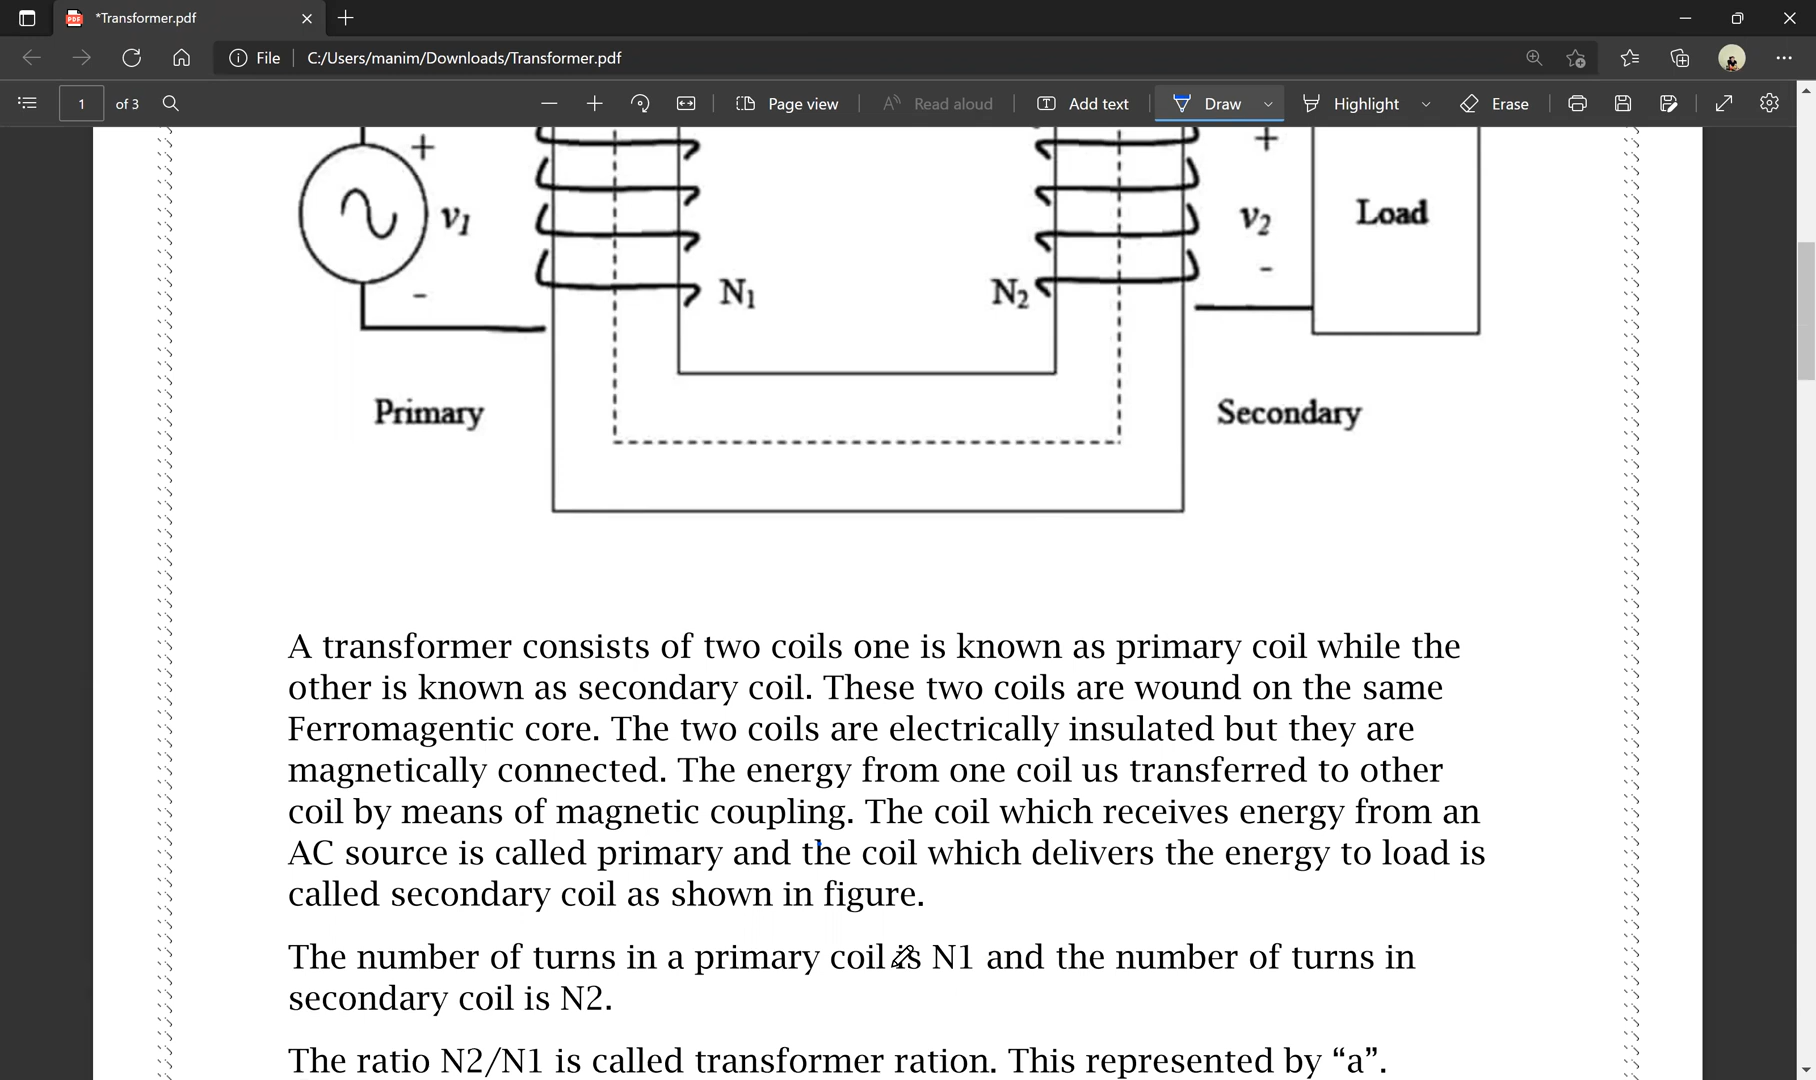 *Transformer.pdf
File
C:/Users/manim/Downloads/Transformer.pdf
1 of 3
Page view
Read aloud
Add text
Draw
Highlight
Erase
+
v1
-
N1
N2
+
v2
-
Load
Primary
Secondary
A transformer consists of two coils one is known as primary coil while the
other is known as secondary coil. These two coils are wound on the same
Ferromagentic core. The two coils are electrically insulated but they are
magnetically connected. The energy from one coil us transferred to other
coil by means of magnetic coupling. The coil which receives energy from an
AC source is called primary and the coil which delivers the energy to load is
called secondary coil as shown in figure.
The number of turns in a primary coil is N1 and the number of turns in
secondary coil is N2.
The ratio N2/N1 is called transformer ration. This represented by “a”.